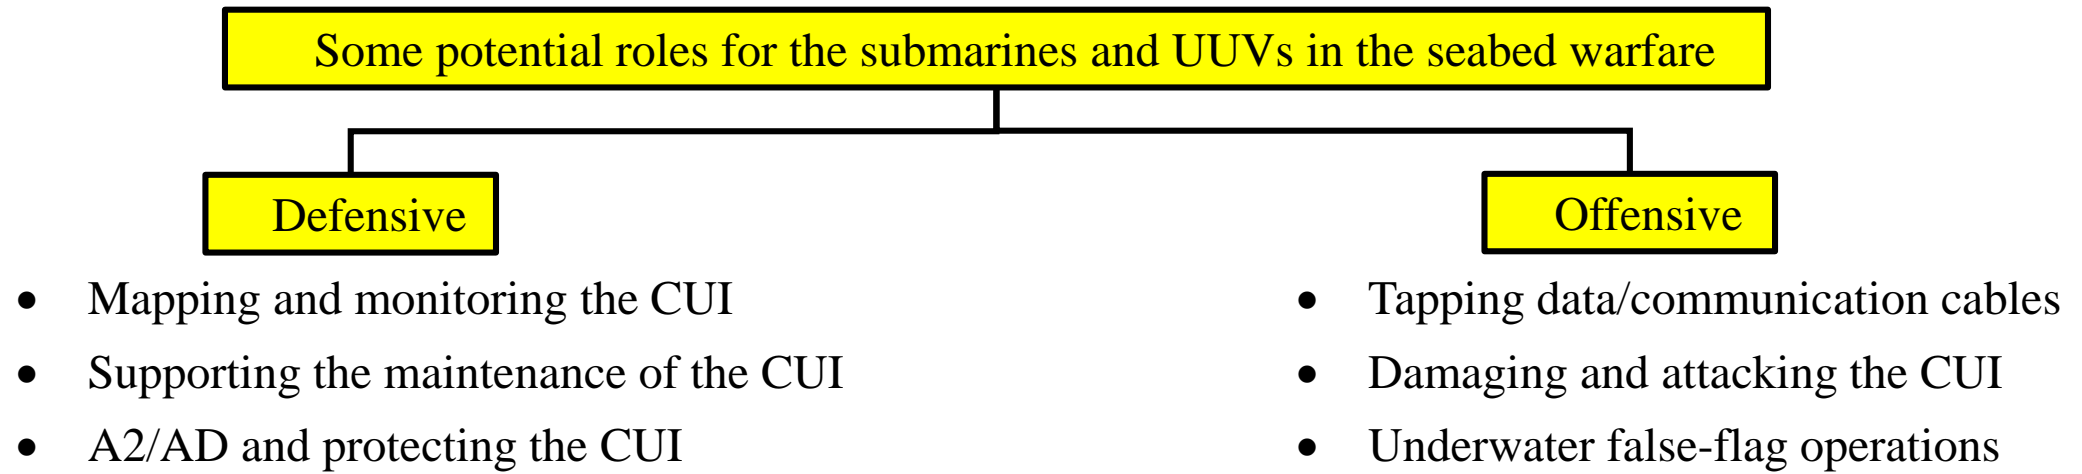 Some potential roles for the submarines and UUVs in the seabed warfare
Defensive
• Mapping and monitoring the CUI
• Supporting the maintenance of the CUI
• A2/AD and protecting the CUI
Offensive
• Tapping data/communication cables
• Damaging and attacking the CUI
• Underwater false-flag operations